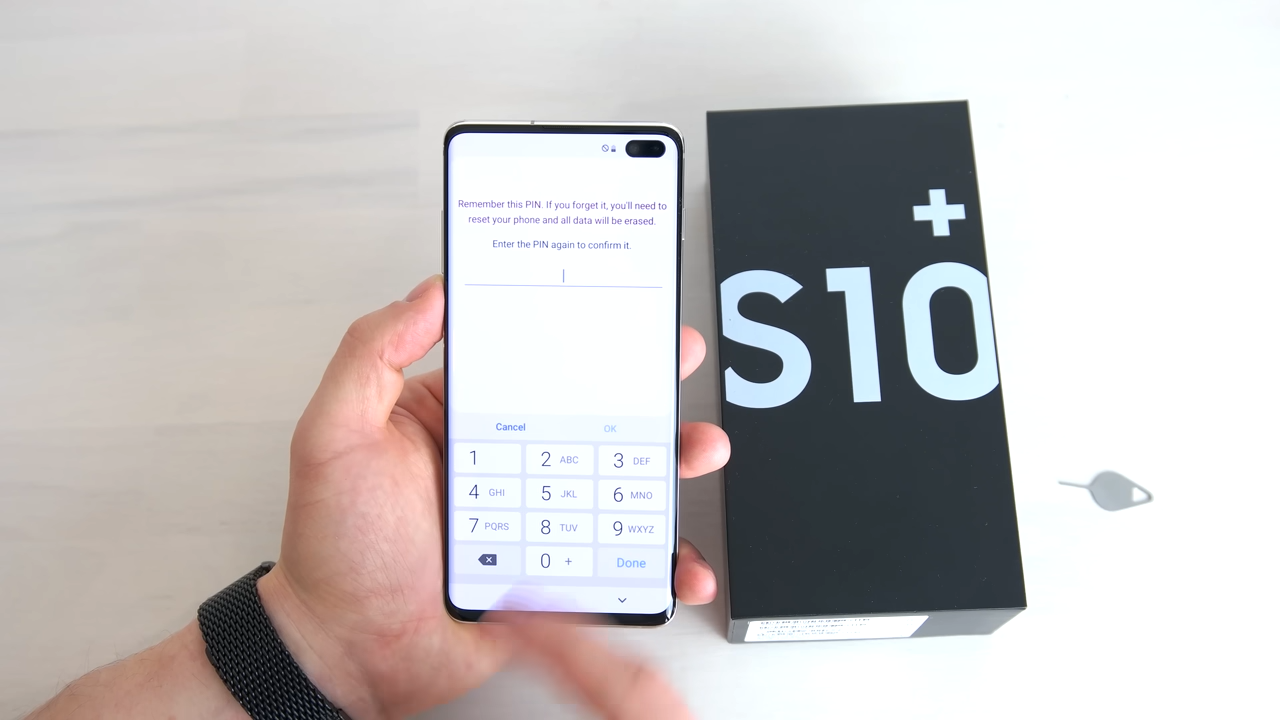 Remember this PIN. If you forget it, you'll need to
reset your phone and all data will be erased.
Enter the PIN again to confirm it.
Cancel OK
1 2 ABC 3 DEF
4 GHI 5 JKL 6 MNO
7 PQRS 8 TUV 9 WXYZ
0 + Done
+
S10